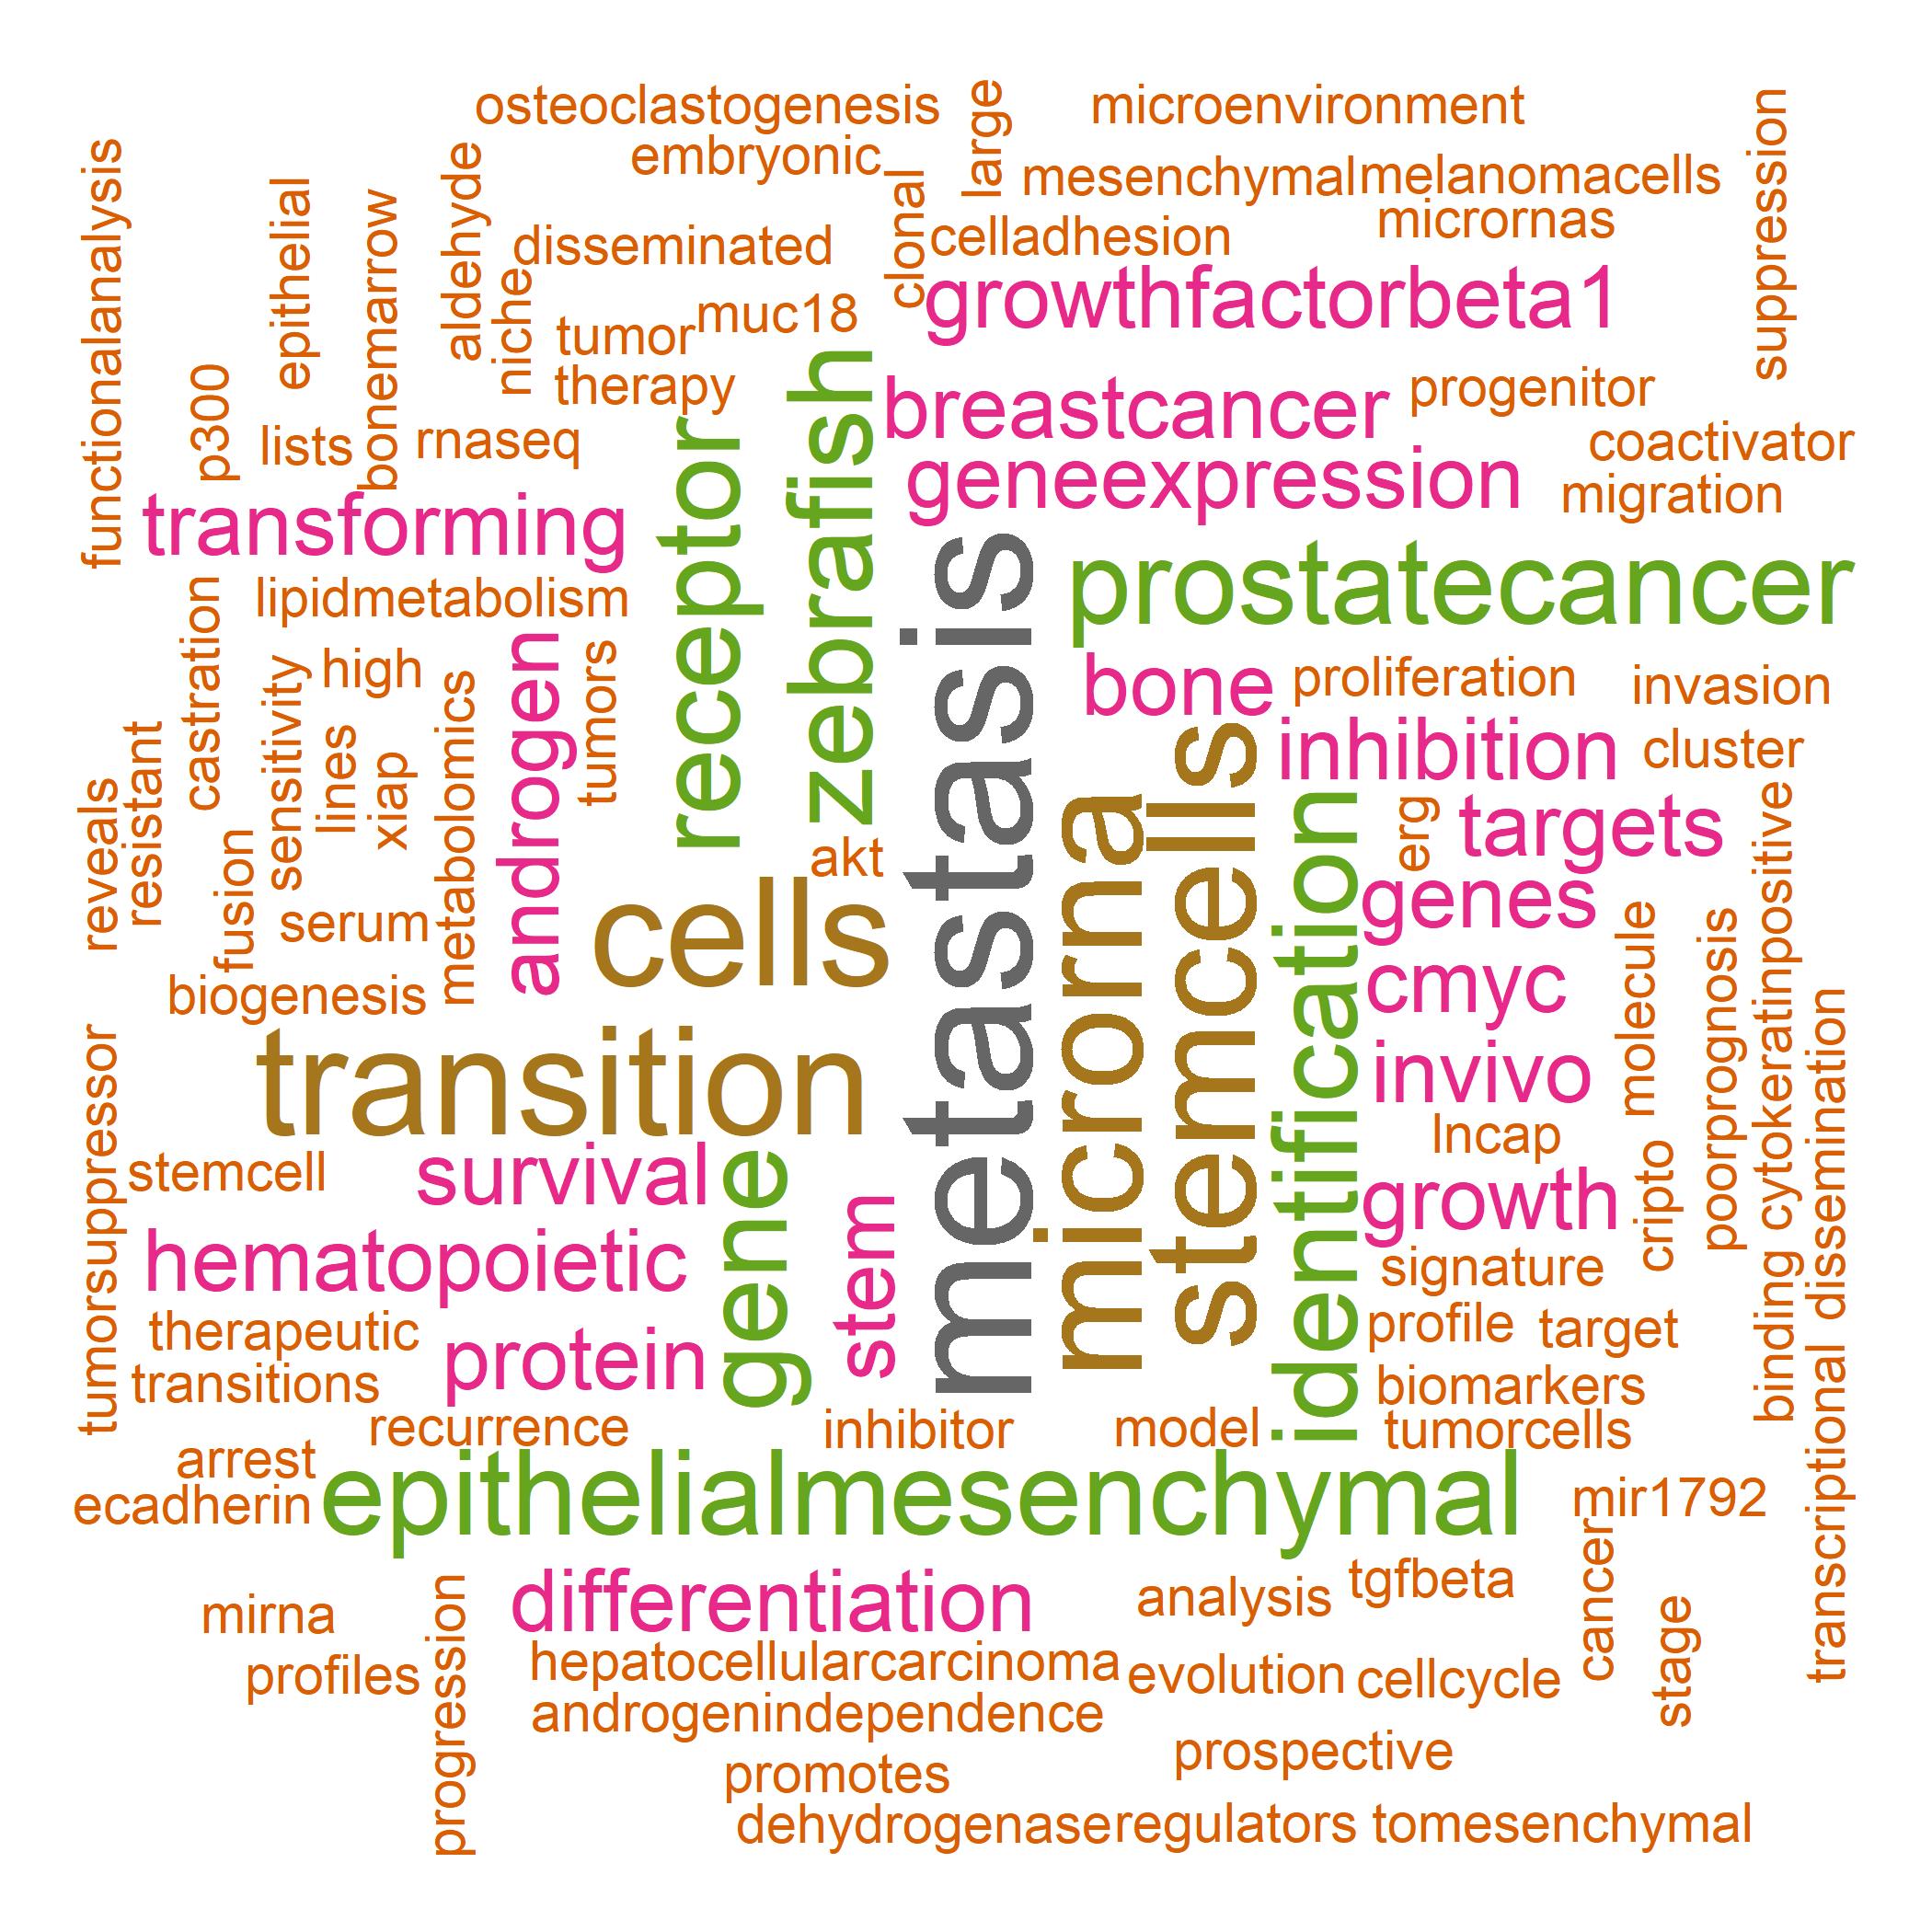 osteoclastogenesis
large
microenvironment
suppression
functionalanalysis
epithelial
bonemarrow
aldehyde
embryonic
clonal
mesenchymal
melanomacells
micrornas
disseminated
celladhesion
niche
muc18
growthfactorbeta1
tumor
therapy
zebrafish
breastcancer
progenitor
p300
lists
rnaseq
receptor
geneexpression
coactivator
migration
transforming
metastasis
prostatecancer
castration
lipidmetabolism
androgen
tumors
high
sensitivity
metabolomics
bone
proliferation
invasion
resistant
reveals
lines
xiap
stemcells
inhibition
cluster
microrna
identification
erg
targets
cytokeratinpositive
fusion
akt
cells
genes
serum
molecule
poorprognosis
biogenesis
cmyc
dissemination
tumorsuppressor
transition
invivo
lncap
cripto
stemcell
survival
gene
stem
growth
hematopoietic
signature
binding
therapeutic
protein
profile
target
transcriptional
transitions
biomarkers
recurrence
inhibitor
model
tumorcells
arrest
ecadherin
epithelialmesenchymal
mir1792
cancer
progression
differentiation
analysis
tgfbeta
stage
mirna
profiles
hepatocellularcarcinoma
evolution
cellcycle
androgenindependence
prospective
promotes
dehydrogenase
regulators
tomesenchymal